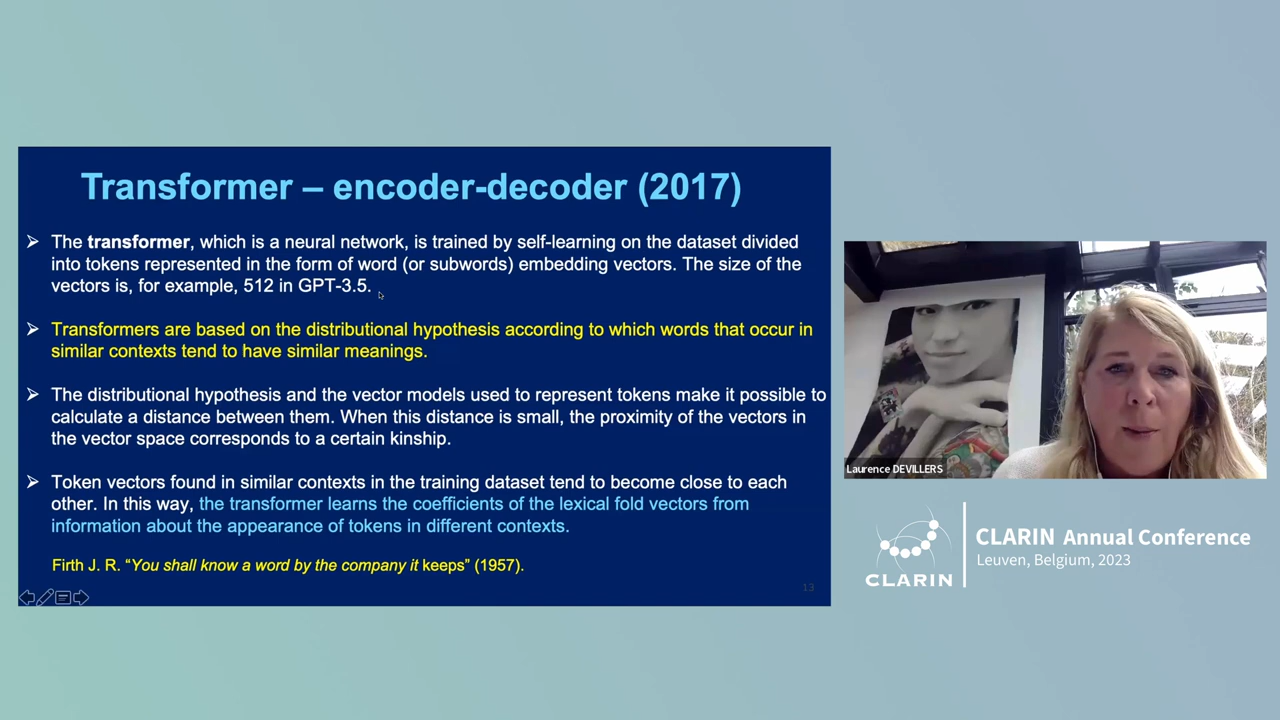 Transformer – encoder-decoder (2017)
➢ The transformer, which is a neural network, is trained by self-learning on the dataset divided
into tokens represented in the form of word (or subwords) embedding vectors. The size of the
vectors is, for example, 512 in GPT-3.5.
➢ Transformers are based on the distributional hypothesis according to which words that occur in
similar contexts tend to have similar meanings.
➢ The distributional hypothesis and the vector models used to represent tokens make it possible to
calculate a distance between them. When this distance is small, the proximity of the vectors in
the vector space corresponds to a certain kinship.
➢ Token vectors found in similar contexts in the training dataset tend to become close to each
other. In this way, the transformer learns the coefficients of the lexical fold vectors from
information about the appearance of tokens in different contexts.
Firth J. R. “You shall know a word by the company it keeps” (1957).
13
Laurence DEVILLERS
CLARIN
CLARIN Annual Conference
Leuven, Belgium, 2023